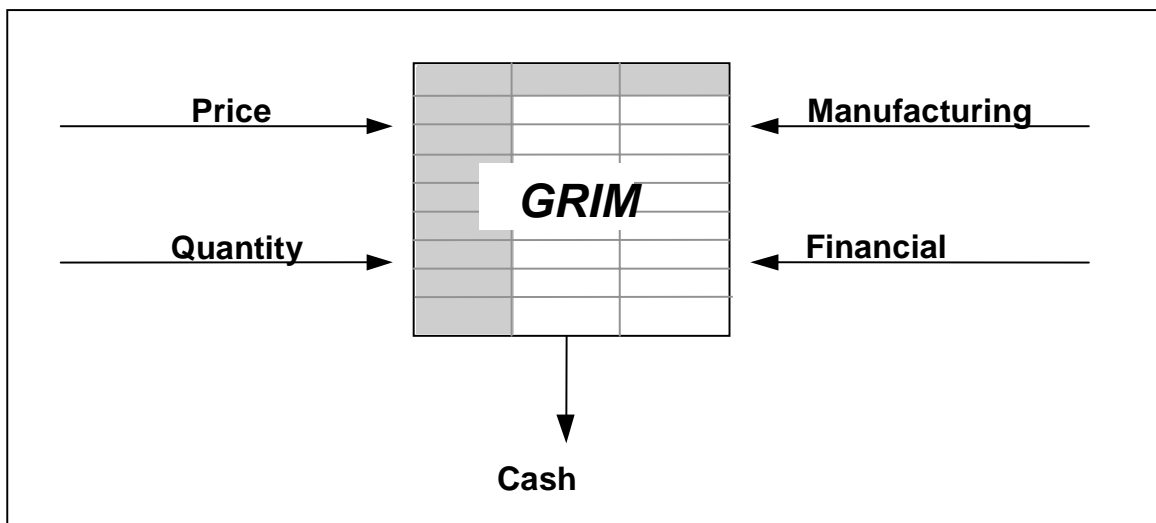 Price
Manufacturing
GRIM
Quantity
Financial
Cash